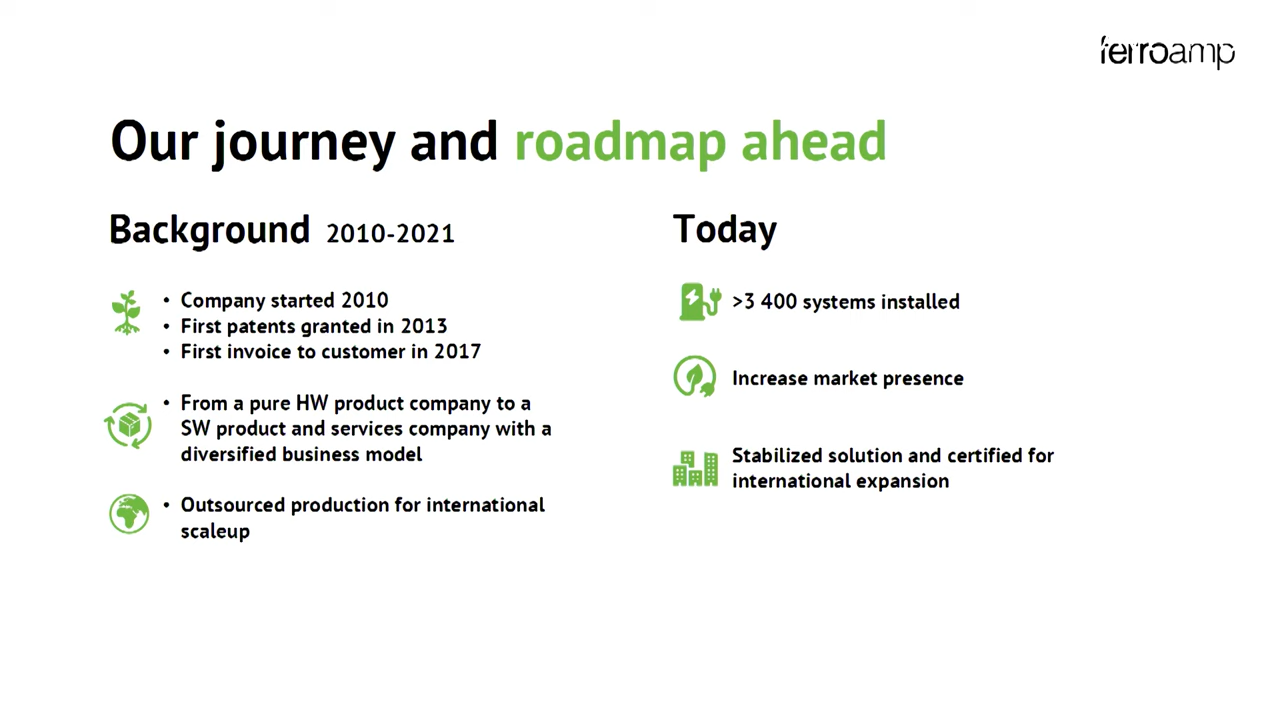 ferroamp
Our journey and roadmap ahead
Background 2010-2021
• Company started 2010
• First patents granted in 2013
• First invoice to customer in 2017
• From a pure HW product company to a
SW product and services company with a
diversified business model
• Outsourced production for international
scaleup
Today
>3 400 systems installed
Increase market presence
Stabilized solution and certified for
international expansion